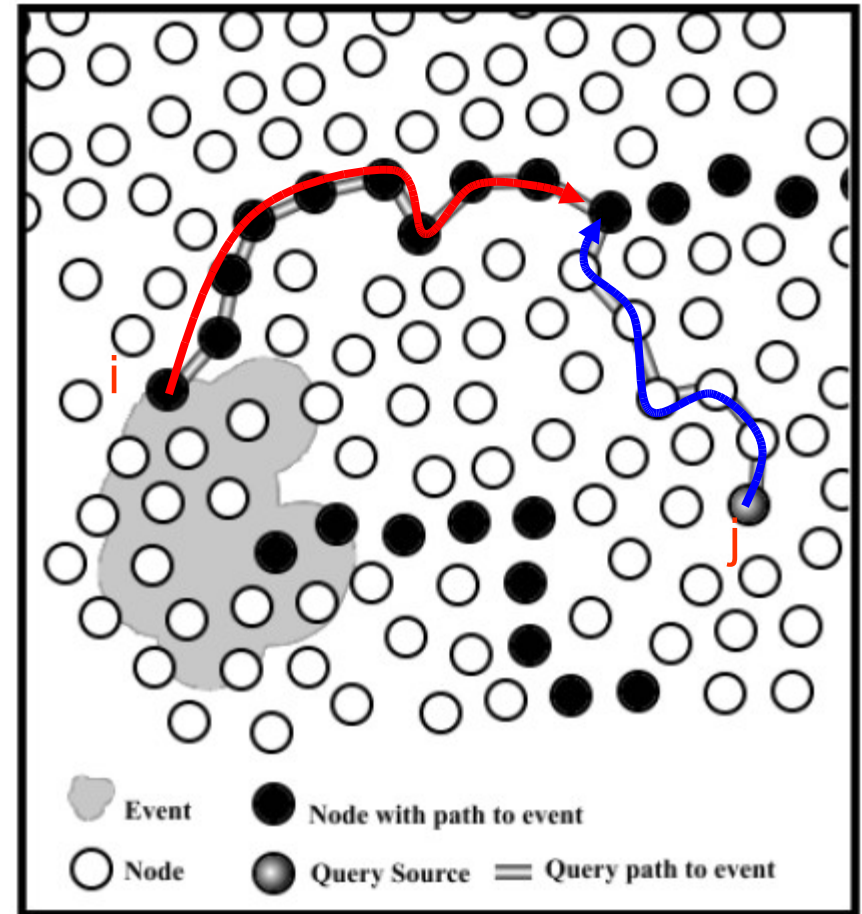 i
j
Event
Node with path to event
Node
Query Source
Query path to event